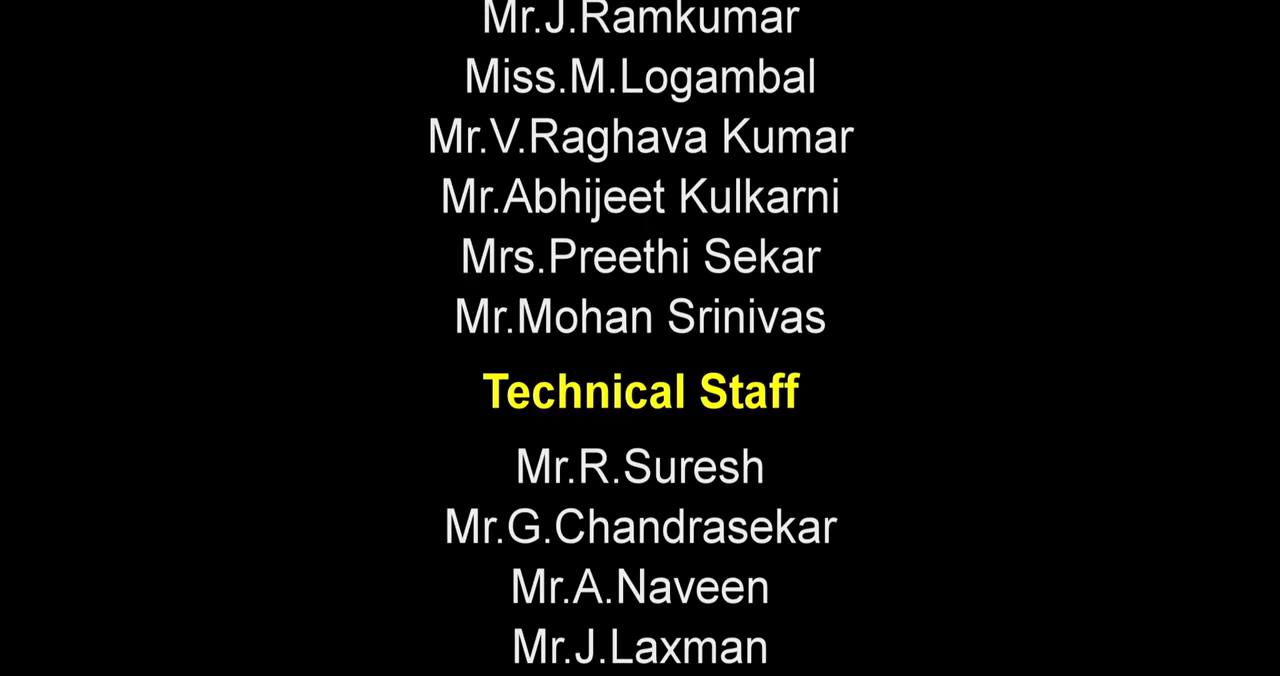 Mr.J.Ramkumar
Miss.M.Logambal
Mr.V.Raghava Kumar
Mr.Abhijeet Kulkarni
Mrs.Preethi Sekar
Mr.Mohan Srinivas
Technical Staff
Mr.R.Suresh
Mr.G.Chandrasekar
Mr.A.Naveen
Mr.J.Laxman